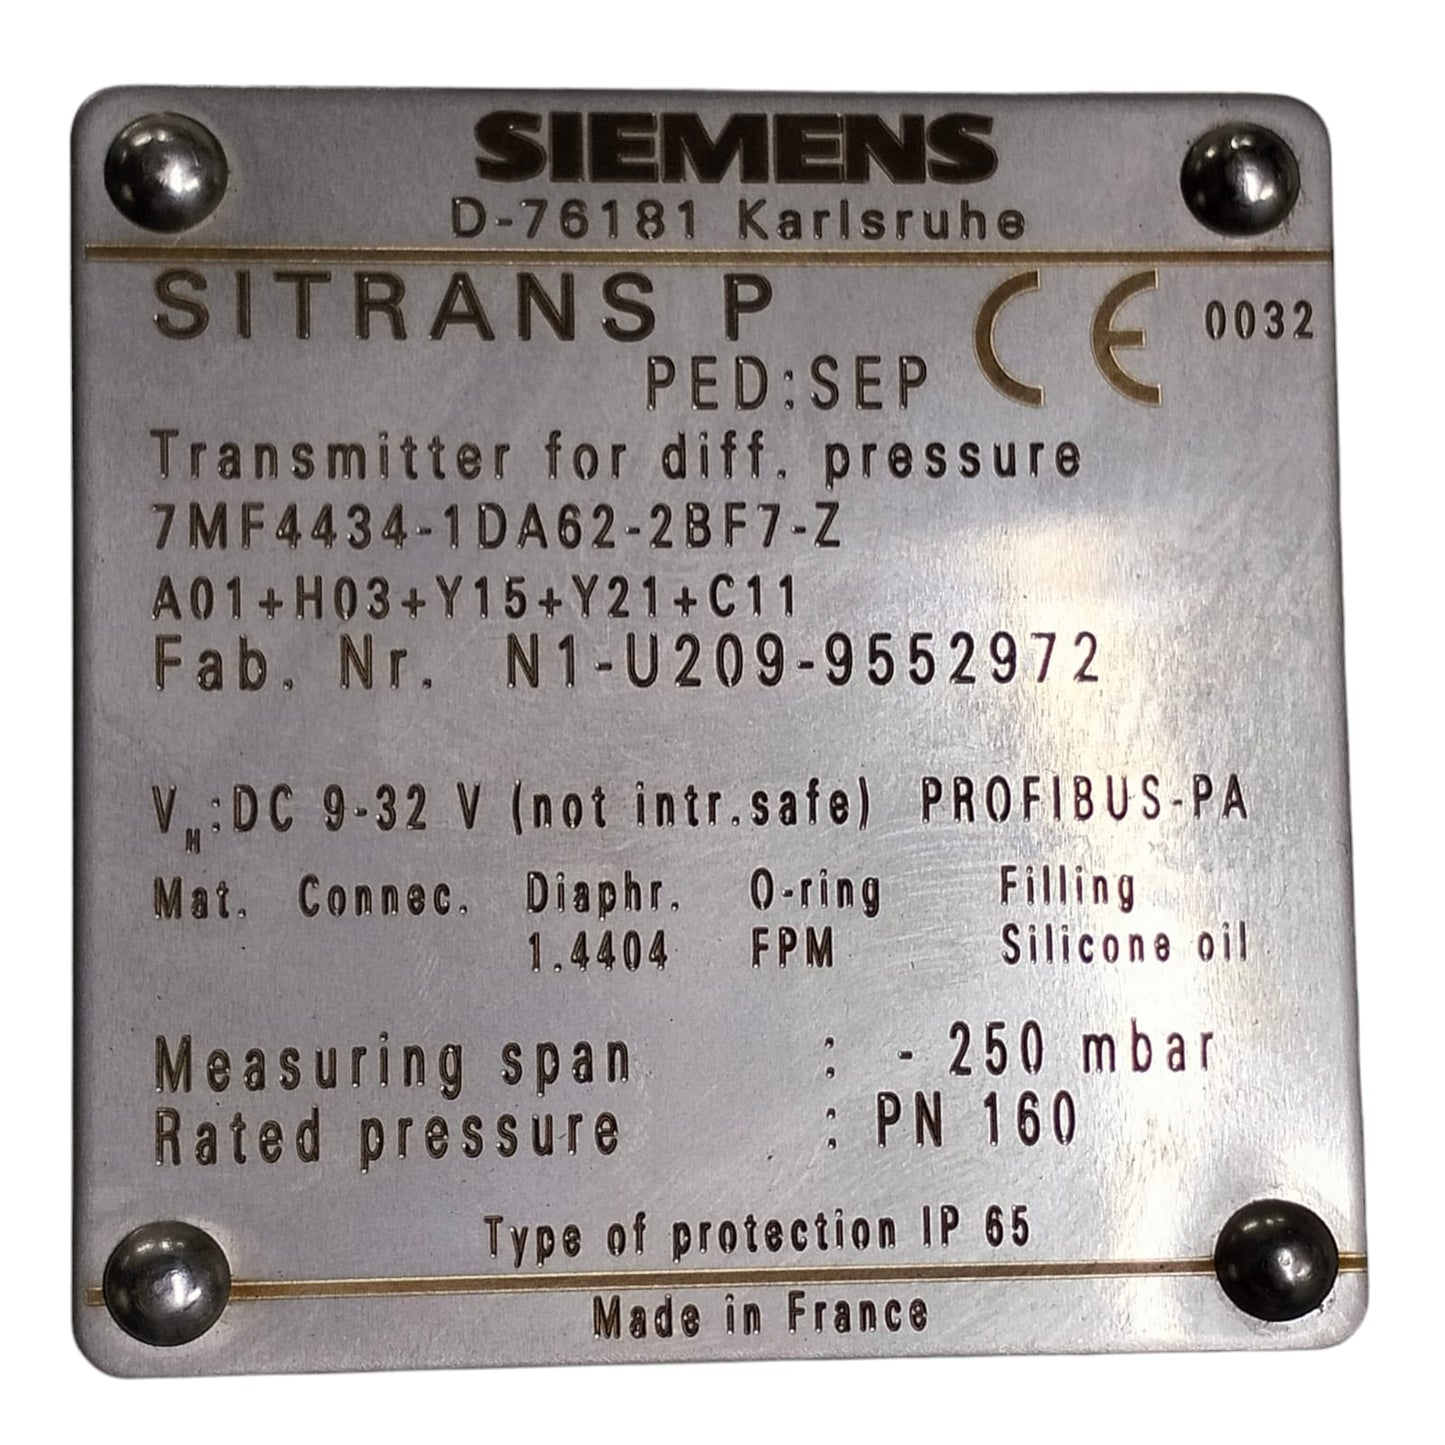 SIEMENS
D-76181 Karlsruhe
SITRANS P CE 0032
PED:SEP
Transmitter for diff. pressure
7MF4434-1DA62-2BF7-Z
A01+H03+Y15+Y21+C11
Fab. Nr. N1-U209-9552972
VH:DC 9-32 V (not intr.safe) PROFIBUS-PA
Mat. Connec. Diaphr. O-ring Filling
1.4404 FPM Silicone oil
Measuring span : - 250 mbar
Rated pressure : PN 160
Type of protection IP 65
Made in France